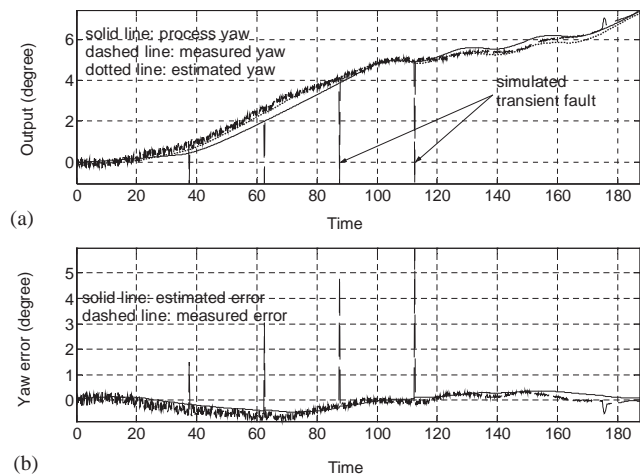 6
4
2
0
Output (degree)
solid line: process yaw
dashed line: measured yaw
dotted line: estimated yaw
simulated
transient fault
0 20 40 60 80 100 120 140 160 180
Time
(a)
5
4
3
2
1
0
Yaw error (degree)
solid line: estimated error
dashed line: measured error
0 20 40 60 80 100 120 140 160 180
Time
(b)